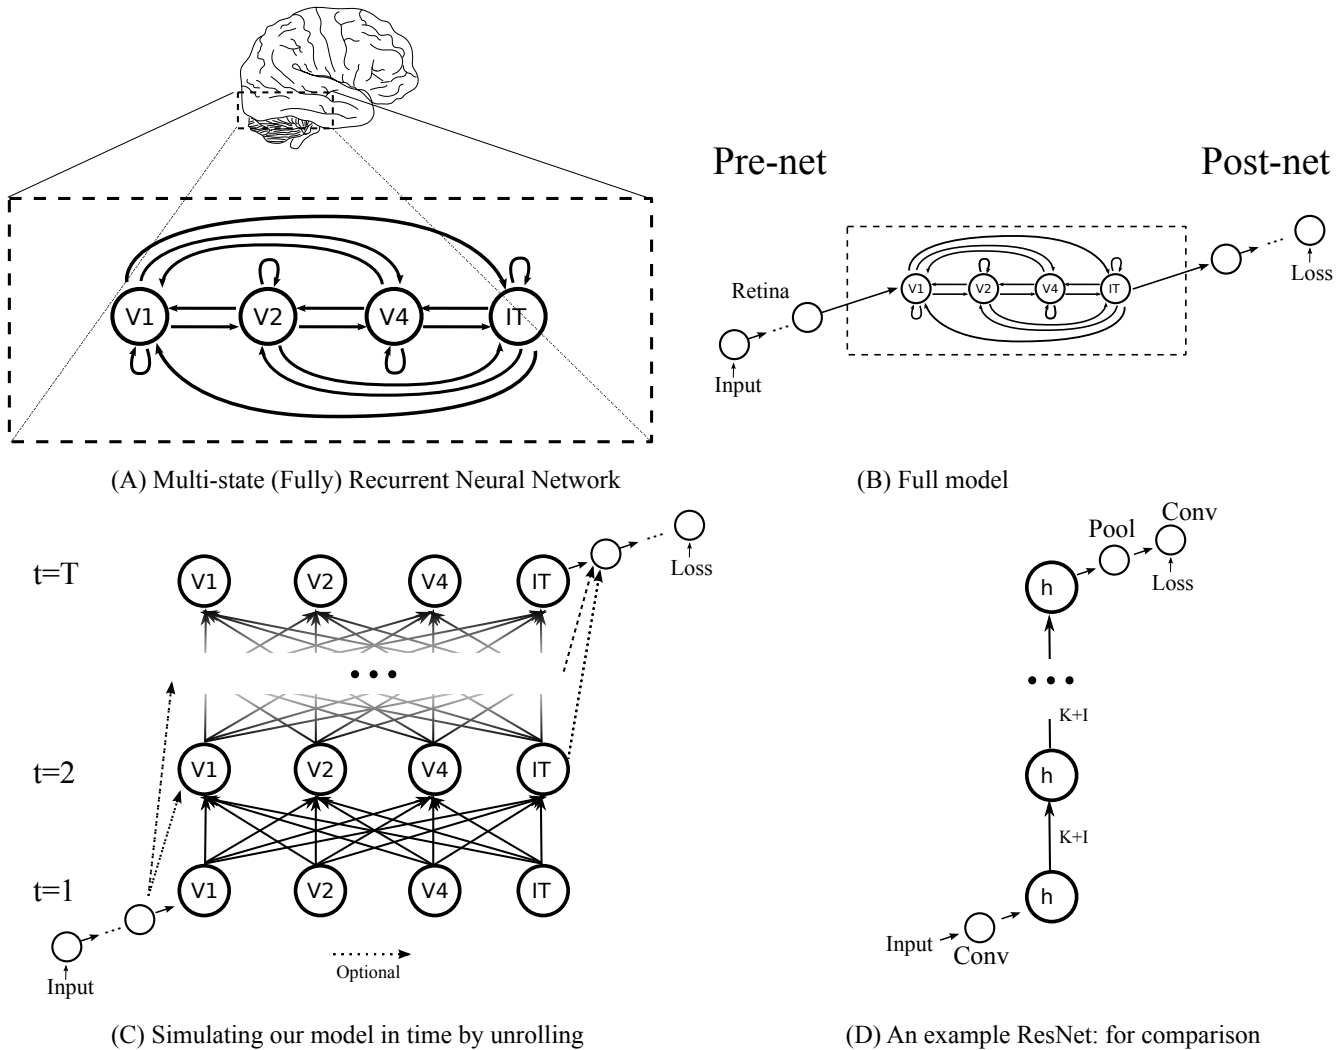 V1 V2 V4 IT
(A) Multi-state (Fully) Recurrent Neural Network
Pre-net Post-net
Retina
V1 V2 V4 IT
Input
Loss
(B) Full model
t=T V1 V2 V4 IT
Loss
• • •
t=2 V1 V2 V4 IT
t=1 V1 V2 V4 IT
Input
Optional
(C) Simulating our model in time by unrolling
Conv
Pool
Loss
h
• • •
K+I
h
K+I
h
Input
Conv
(D) An example ResNet: for comparison